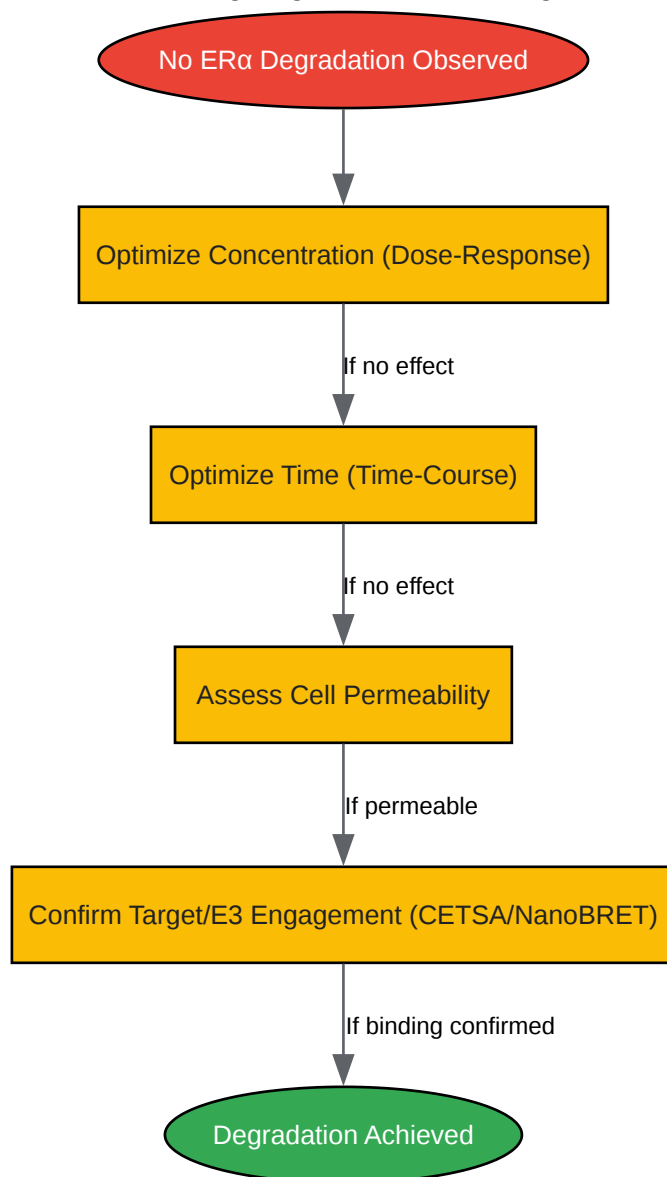 No ERα Degradation Observed
Optimize Concentration (Dose-Response)
If no effect
Optimize Time (Time-Course)
If no effect
Assess Cell Permeability
If permeable
Confirm Target/E3 Engagement (CETSA/NanoBRET)
If binding confirmed
Degradation Achieved